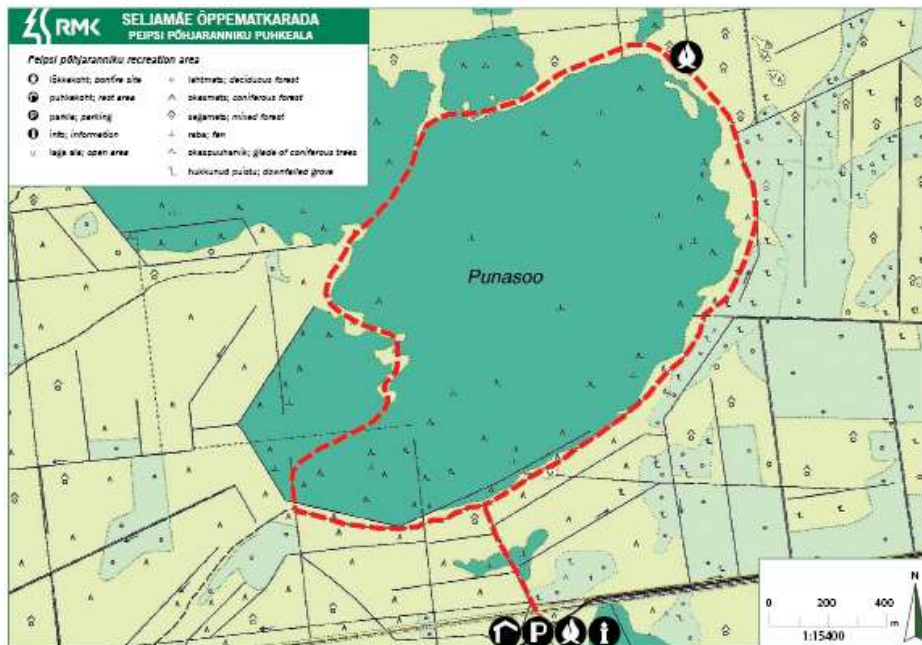 RMK
SELJAMÄE ÕPPEMATKARADA
PEIPSI PÕHJARANNIKU PUHKEALA
Peipsi põhjaranniku recreation area
lõkkekoht; bonfire site
puhkekoht; rest area
parkla; parking
info; information
lage ala; open area
lehtmets; deciduous forest
okasmets; coniferous forest
segamets; mixed forest
raba; fen
okaspuuharvik; glade of coniferous trees
hukkunud puistu; downfalled grove
Punasoo
P
i
N
0 200 400
m
1:15400